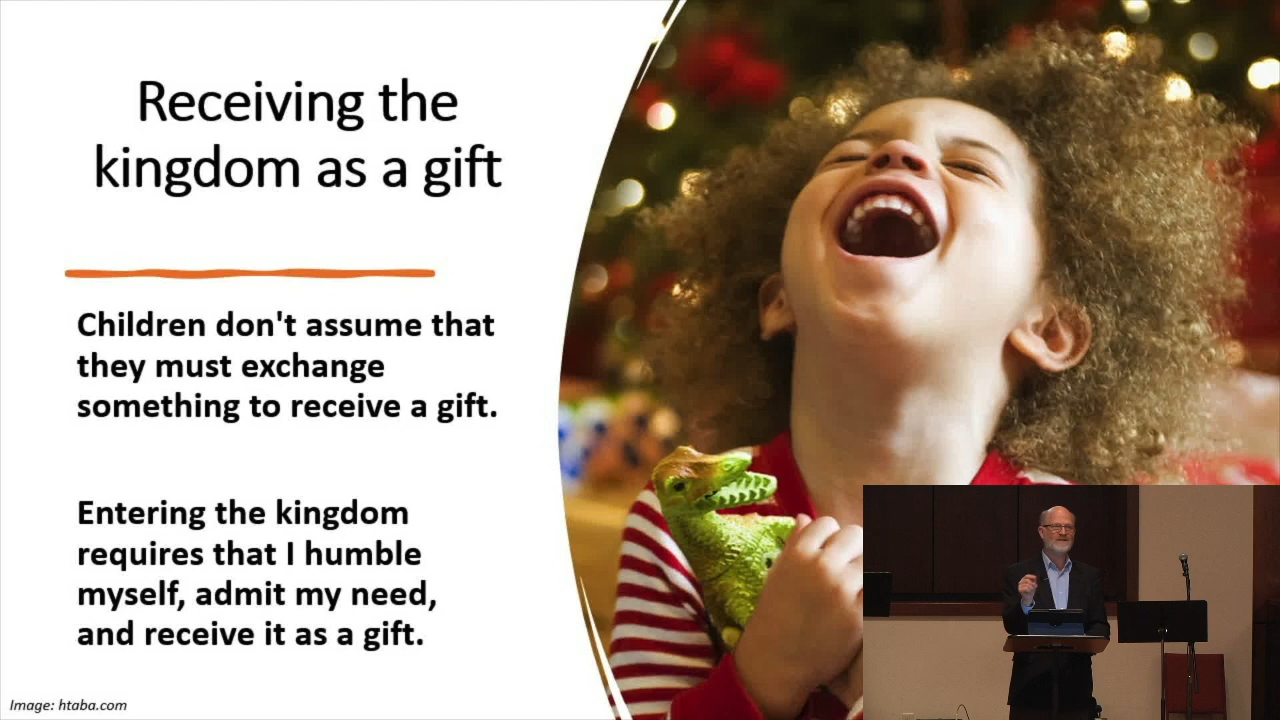 Receiving the
kingdom as a gift
Children don't assume that
they must exchange
something to receive a gift.
Entering the kingdom
requires that I humble
myself, admit my need,
and receive it as a gift.
Image: htaba.com